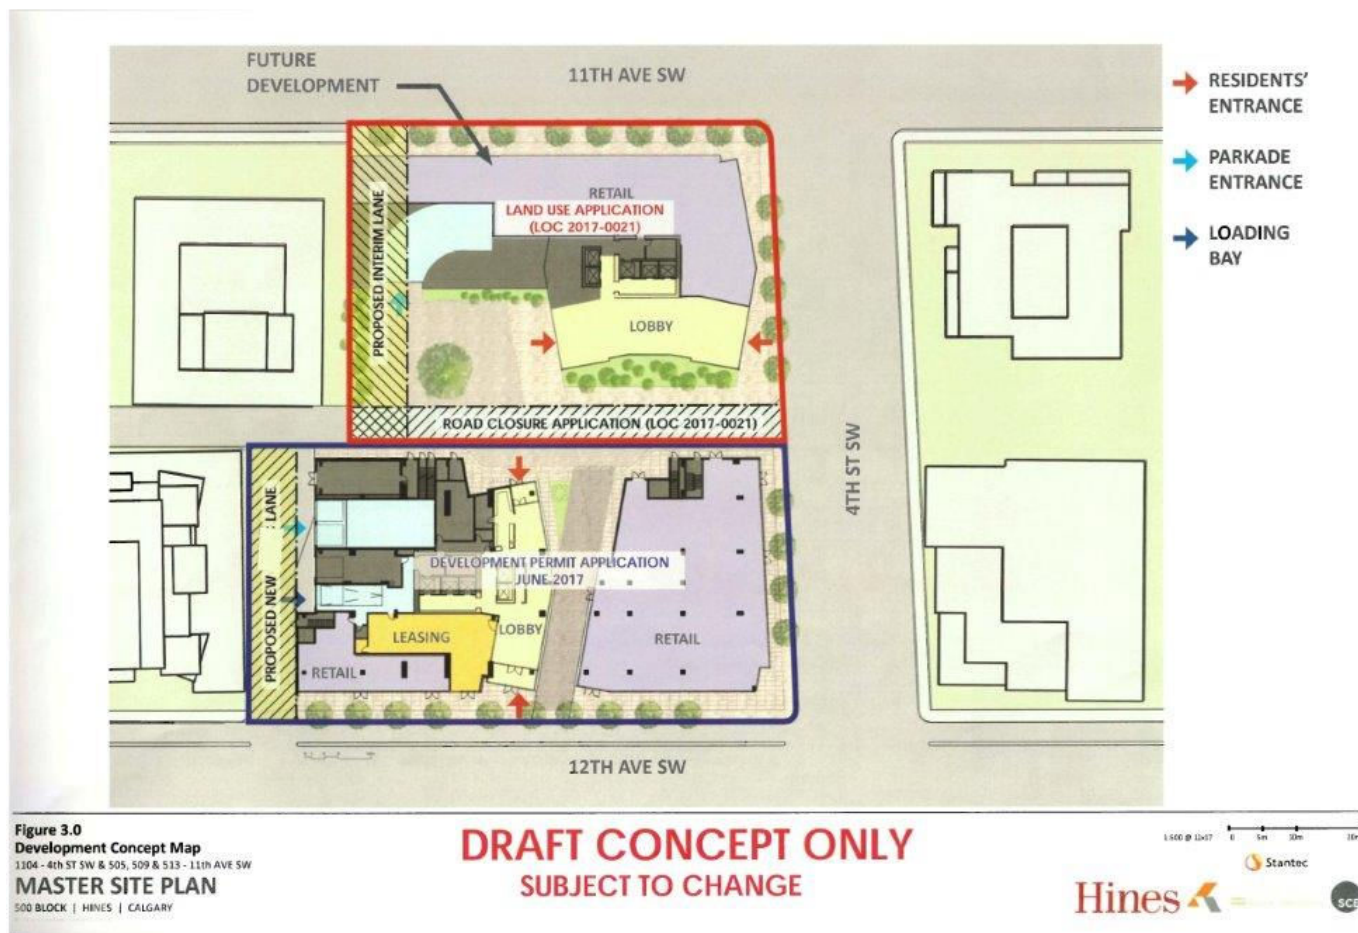 FUTURE
DEVELOPMENT
11TH AVE SW
RESIDENTS'
ENTRANCE
PARKADE
ENTRANCE
LOADING
BAY
PROPOSED INTERIM LANE
RETAIL
LAND USE APPLICATION
(LOC 2017-0021)
LOBBY
ROAD CLOSURE APPLICATION (LOC 2017-0021)
4TH ST SW
PROPOSED NEW LANE
DEVELOPMENT PERMIT APPLICATION
JUNE 2017
LEASING
LOBBY
RETAIL
RETAIL
12TH AVE SW
Figure 3.0
Development Concept Map
1104 - 4th ST SW & 505, 509 & 513 - 11th AVE SW
MASTER SITE PLAN
500 BLOCK | HINES | CALGARY
DRAFT CONCEPT ONLY
SUBJECT TO CHANGE
0 5m 10m
Stantec
Hines
SCB